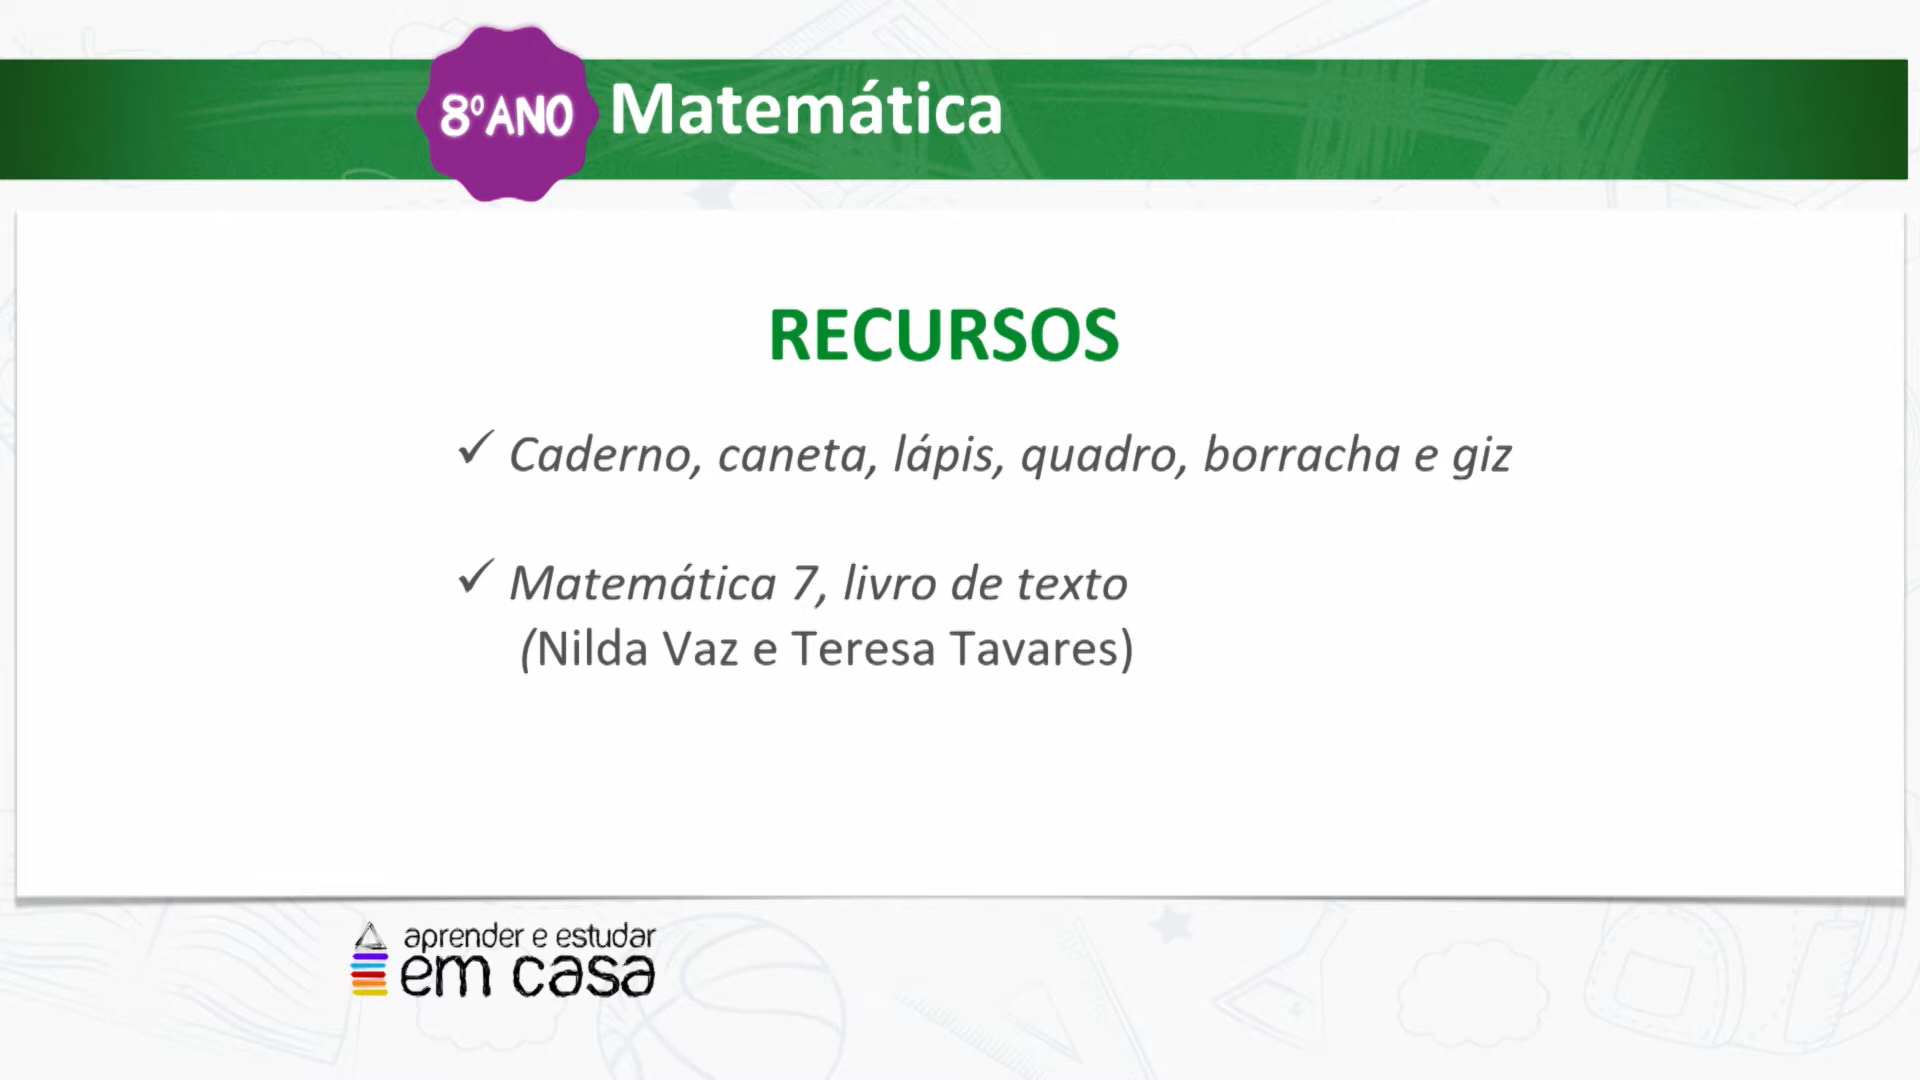 8ºANO Matemática
RECURSOS
✓ Caderno, caneta, lápis, quadro, borracha e giz
✓ Matemática 7, livro de texto
(Nilda Vaz e Teresa Tavares)
aprender e estudar
em casa